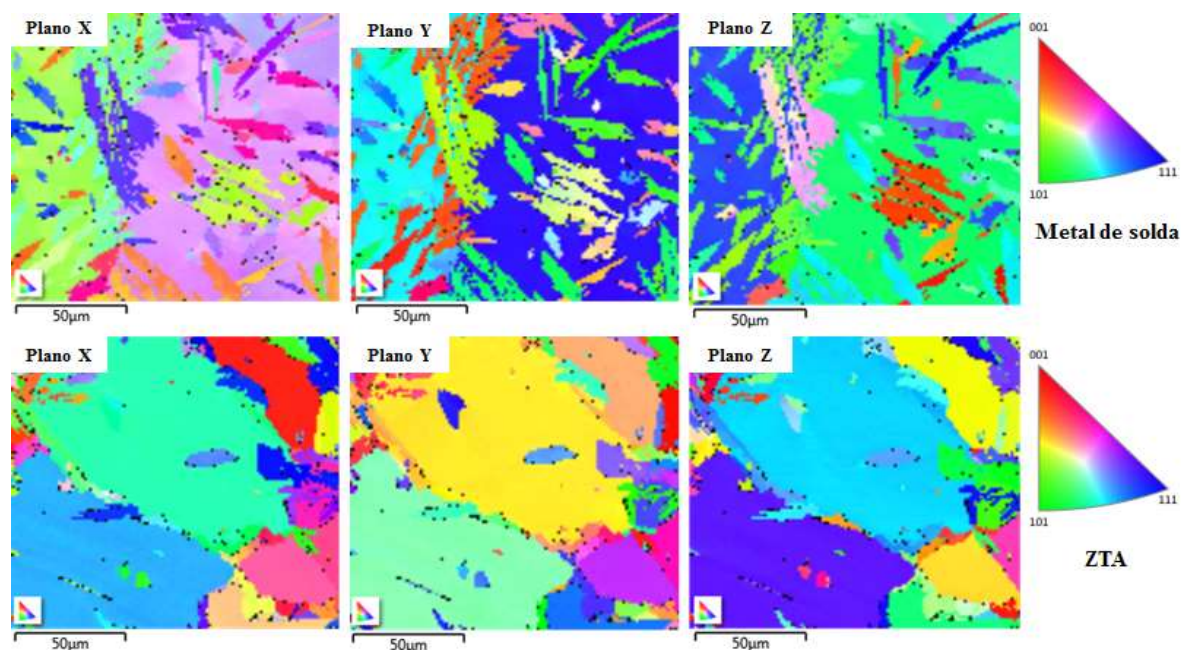 Plano X
Plano Y
Plano Z
001
101
111
Metal de solda
50µm
50µm
50µm
Plano X
Plano Y
Plano Z
001
101
111
ZTA
50µm
50µm
50µm